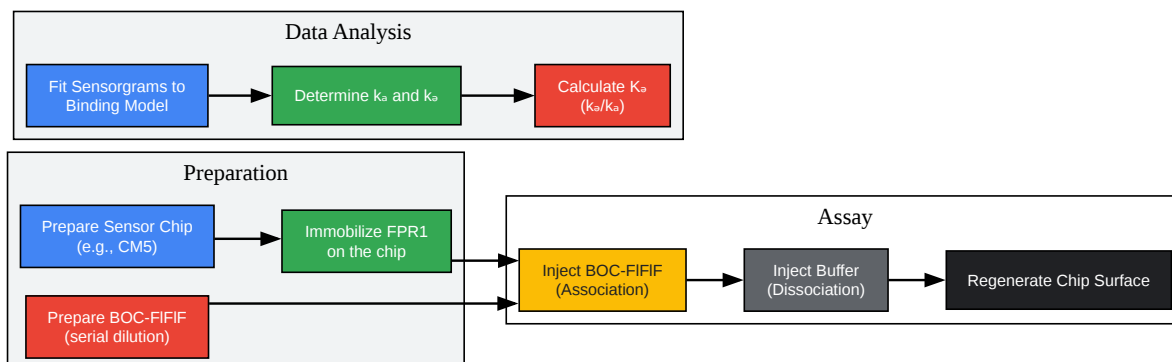 Data Analysis
Fit Sensorgrams to
Binding Model
Determine kₐ and kₔ
Calculate Kₔ
(kₔ/kₐ)
Preparation
Prepare Sensor Chip
(e.g., CM5)
Immobilize FPR1
on the chip
Prepare BOC-FlFlF
(serial dilution)
Assay
Inject BOC-FlFlF
(Association)
Inject Buffer
(Dissociation)
Regenerate Chip Surface